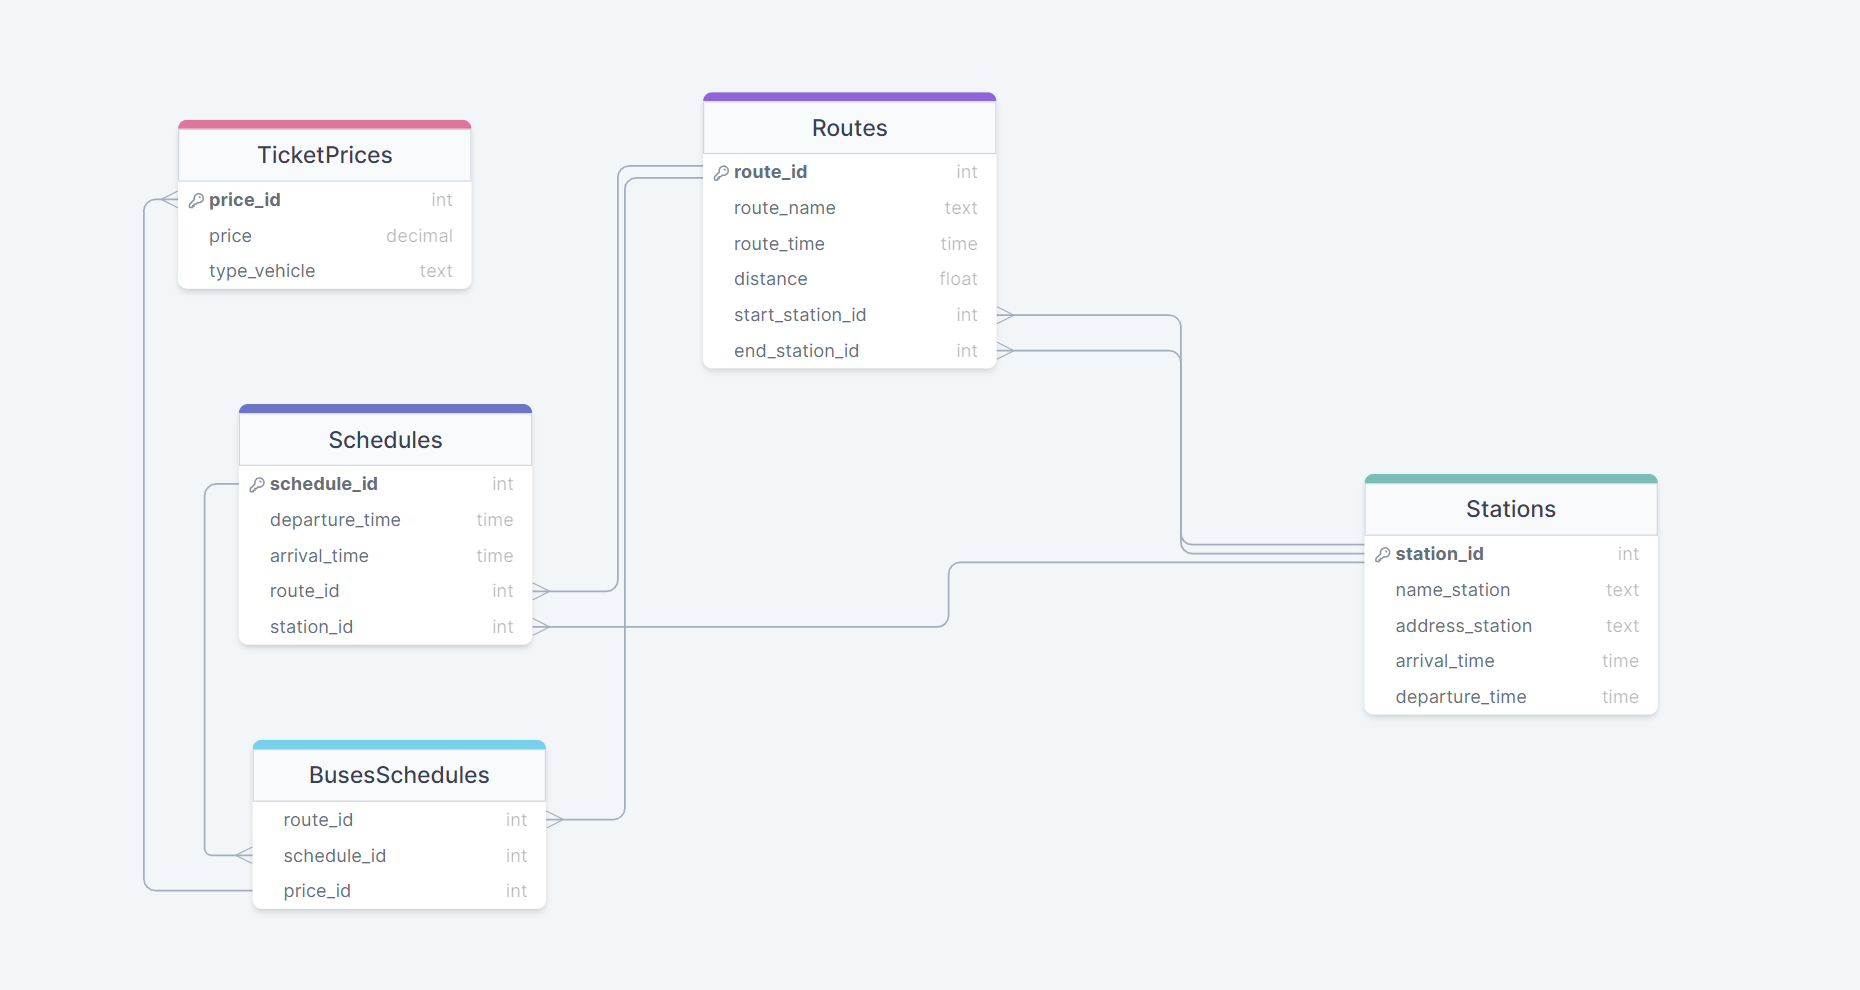 TicketPrices
price_id int
price decimal
type_vehicle text
Routes
route_id int
route_name text
route_time time
distance float
start_station_id int
end_station_id int
Schedules
schedule_id int
departure_time time
arrival_time time
route_id int
station_id int
Stations
station_id int
name_station text
address_station text
arrival_time time
departure_time time
BusesSchedules
route_id int
schedule_id int
price_id int